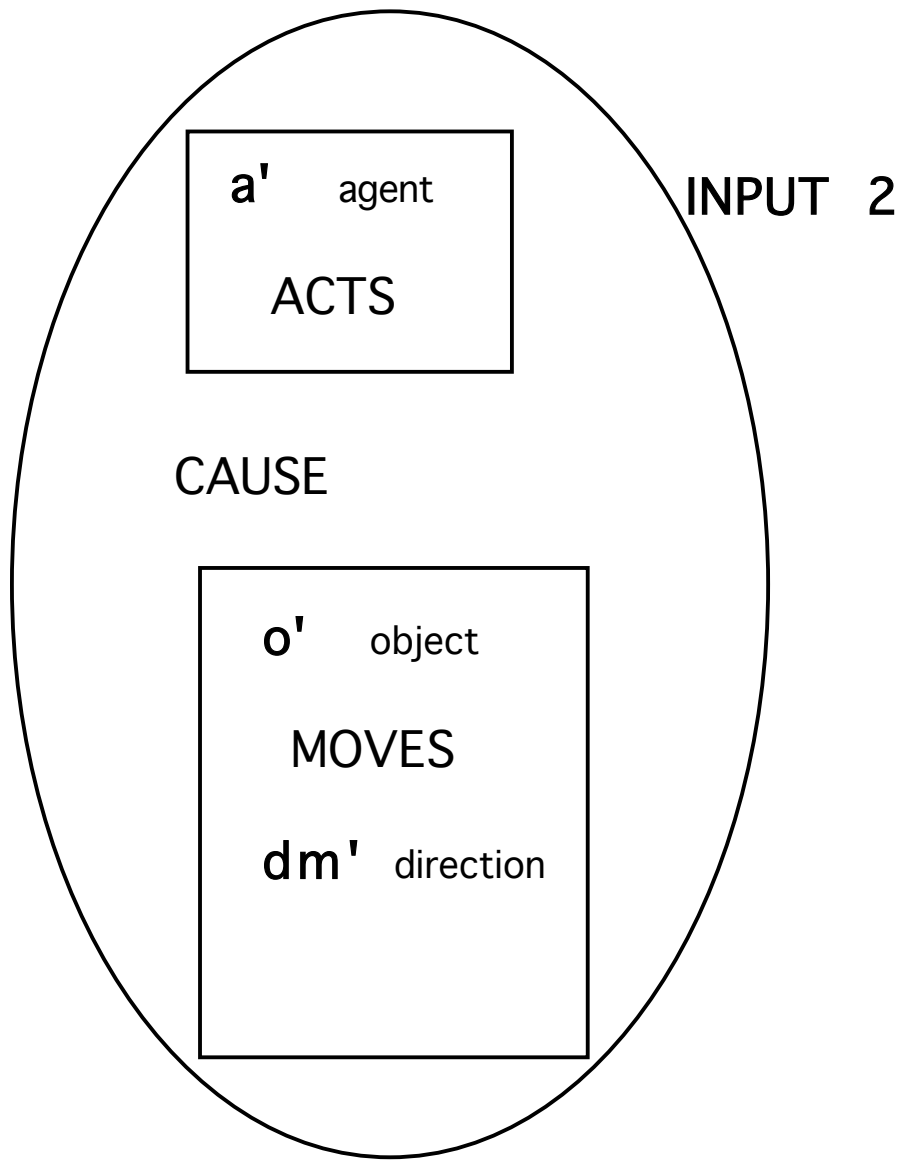 a' agent
INPUT 2
ACTS
CAUSE
o' object
MOVES
dm' direction